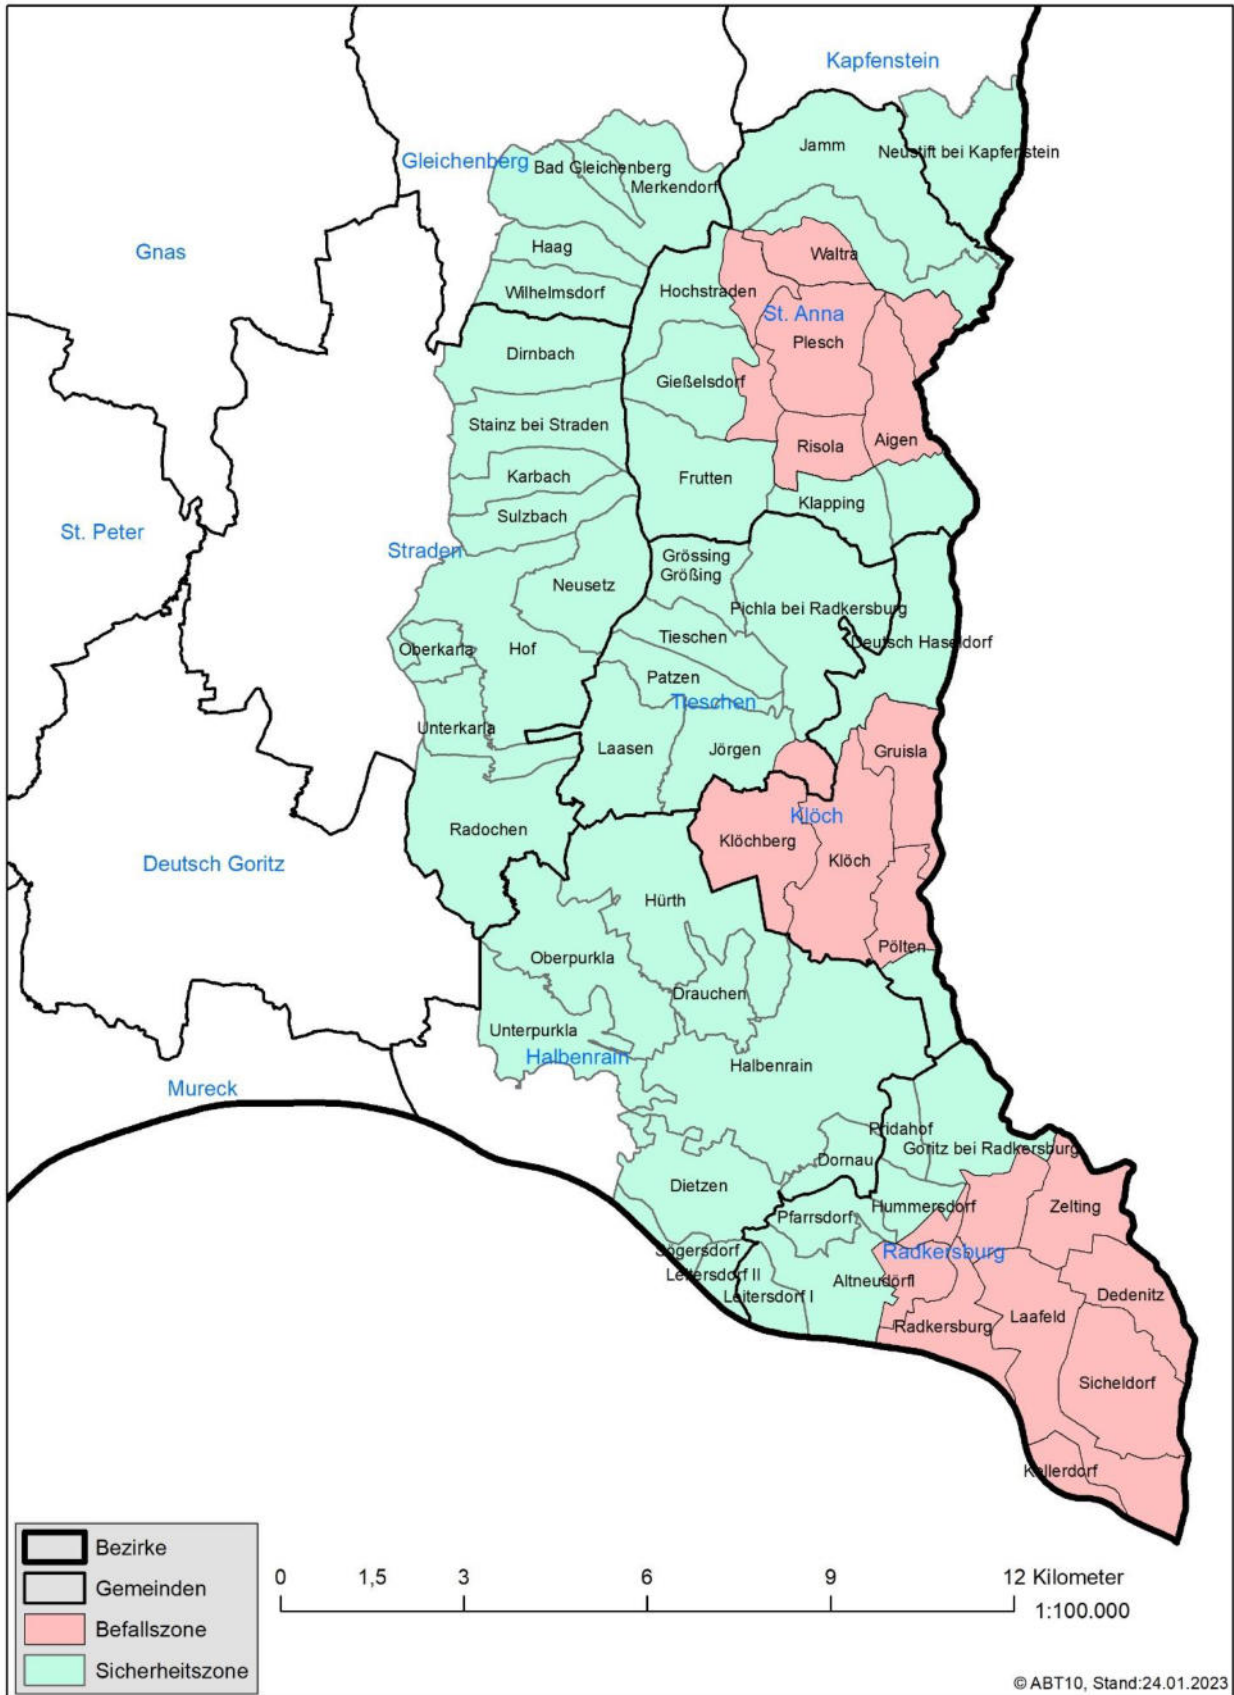 Kapfenstein
Jamm
Neustift bei Kapfenstein
Gleichenberg
Bad Gleichenberg
Merkendorf
Gnas
Haag
Waltra
Wilhelmsdorf
Hochstraden
St. Anna
Plesch
Dirnbach
Gießelsdorf
Stainz bei Straden
Risola
Aigen
Karbach
Frutten
Klapping
Sulzbach
St. Peter
Straden
Grössing
Größing
Neusetz
Pichla bei Radkersburg
Tieschen
Deutsch Haseldorf
Oberkarla
Hof
Patzen
Tieschen
Unterkarla
Laasen
Jörgen
Gruisla
Klöch
Radochen
Klöchberg
Klöch
Deutsch Goritz
Hürth
Pölten
Oberpurkla
Drauchen
Unterpurkla
Halbenrain
Halbenrain
Mureck
Pridahof
Goritz bei Radkersburg
Dornau
Dietzen
Pfarrsdorf
Hummersdorf
Zelting
Sögersdorf
Radkersburg
Leitersdorf II
Altneudörfl
Leitersdorf I
Dedenitz
Radkersburg
Laafeld
Sicheldorf
Kellerdorf
Bezirke
Gemeinden
Befallszone
Sicherheitszone
0 1,5 3 6 9 12 Kilometer
1:100.000
© ABT10, Stand:24.01.2023